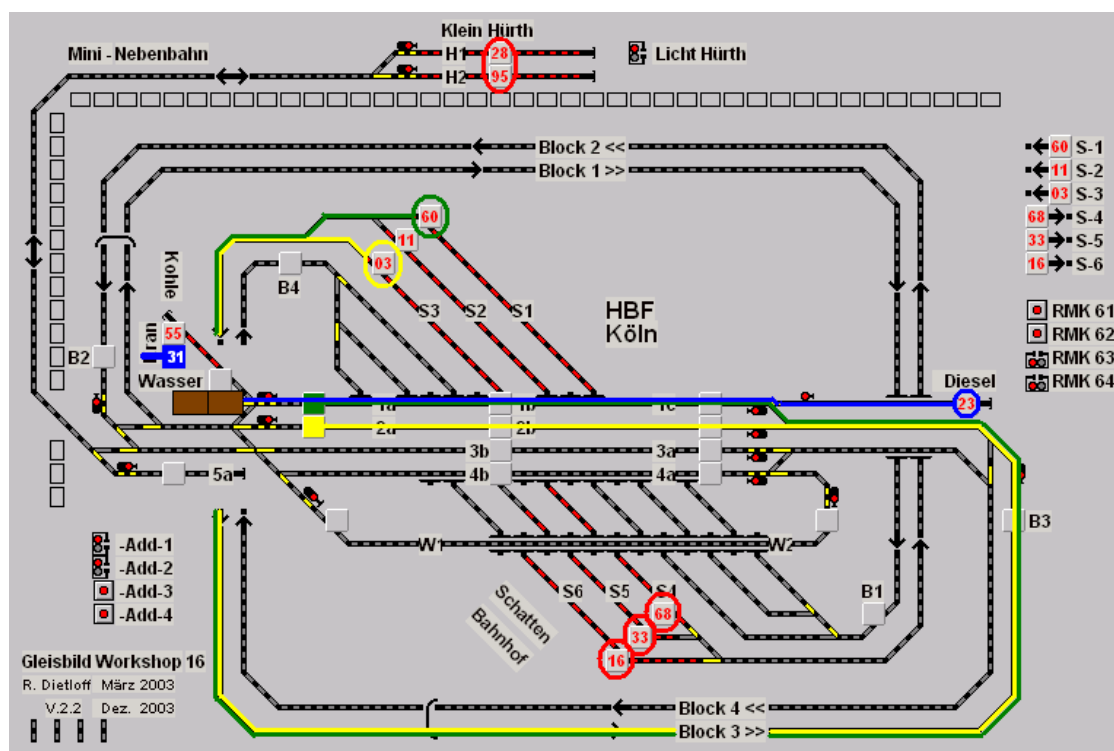 Klein Hürth
Mini - Nebenbahn
H1
28
Licht Hürth
H2
95
Block 2 <<
Block 1 >>
60
S-1
11
S-2
03
S-3
68
S-4
33
S-5
16
S-6
60
11
03
Kohle
B4
S3
S2
S1
HBF
Köln
RMK 61
RMK 62
RMK 63
RMK 64
55
31
B2
Wasser
Diesel
23
1a
1b
1c
2a
2b
3b
3a
5a
4b
4a
B3
W1
W2
-Add-1
-Add-2
-Add-3
-Add-4
S6
S5
S4
B1
68
33
16
Schatten
Bahnhof
Gleisbild Workshop 16
R. Dietloff März 2003
V.2.2 Dez. 2003
Block 4 <<
Block 3 >>